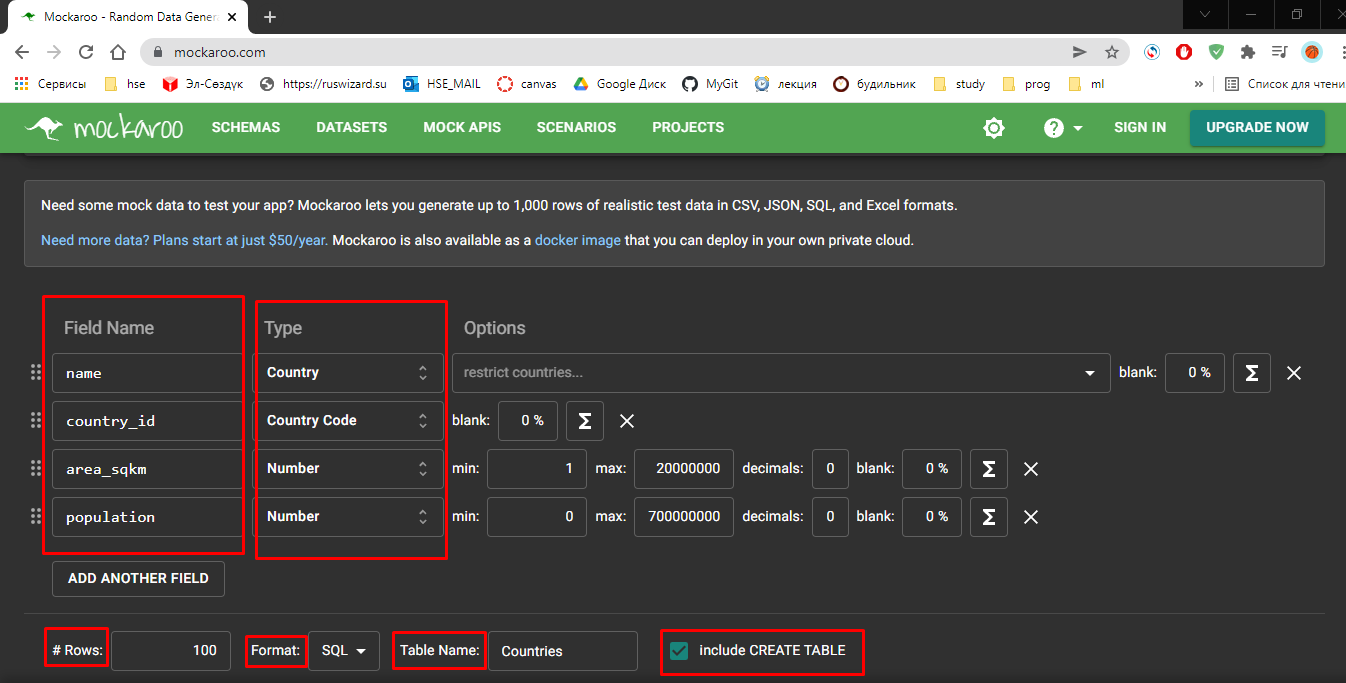 Mockaroo - Random Data Gener
mockaroo.com
Сервисы hse Эл-Сөздүк https://ruswizard.su HSE_MAIL canvas Google Диск MyGit лекция будильник study prog ml » Список для чтени
mockaroo SCHEMAS DATASETS MOCK APIS SCENARIOS PROJECTS ? SIGN IN UPGRADE NOW
Need some mock data to test your app? Mockaroo lets you generate up to 1,000 rows of realistic test data in CSV, JSON, SQL, and Excel formats.
Need more data? Plans start at just $50/year. Mockaroo is also available as a docker image that you can deploy in your own private cloud.
Field Name Type Options
name Country restrict countries... blank: 0 % Σ
country_id Country Code blank: 0 % Σ
area_sqkm Number min: 1 max: 20000000 decimals: 0 blank: 0 % Σ
population Number min: 0 max: 700000000 decimals: 0 blank: 0 % Σ
ADD ANOTHER FIELD
# Rows: 100 Format: SQL Table Name: Countries include CREATE TABLE